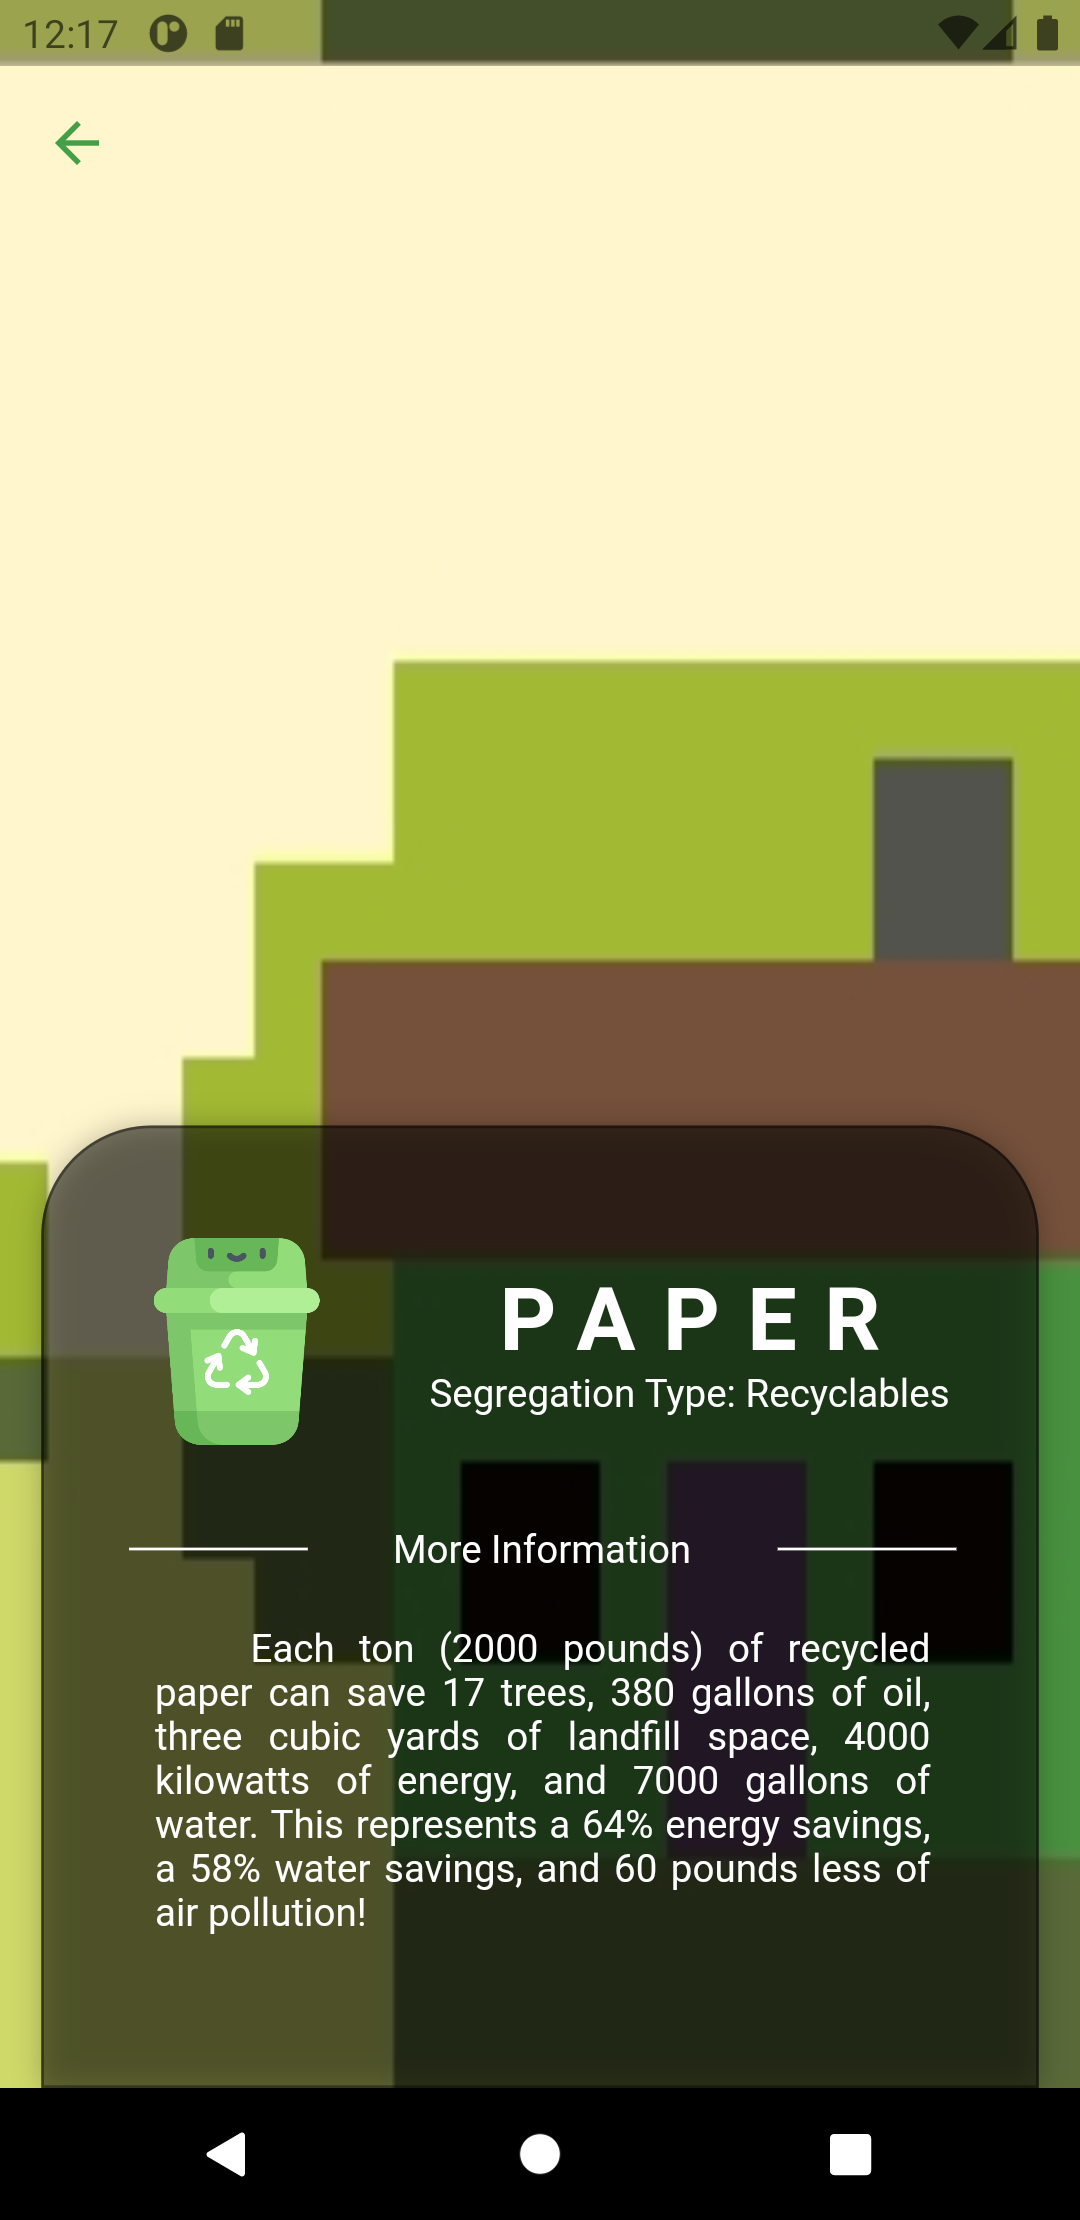 12:17
PAPER
Segregation Type: Recyclables
More Information
Each ton (2000 pounds) of recycled
paper can save 17 trees, 380 gallons of oil,
three cubic yards of landfill space, 4000
kilowatts of energy, and 7000 gallons of
water. This represents a 64% energy savings,
a 58% water savings, and 60 pounds less of
air pollution!